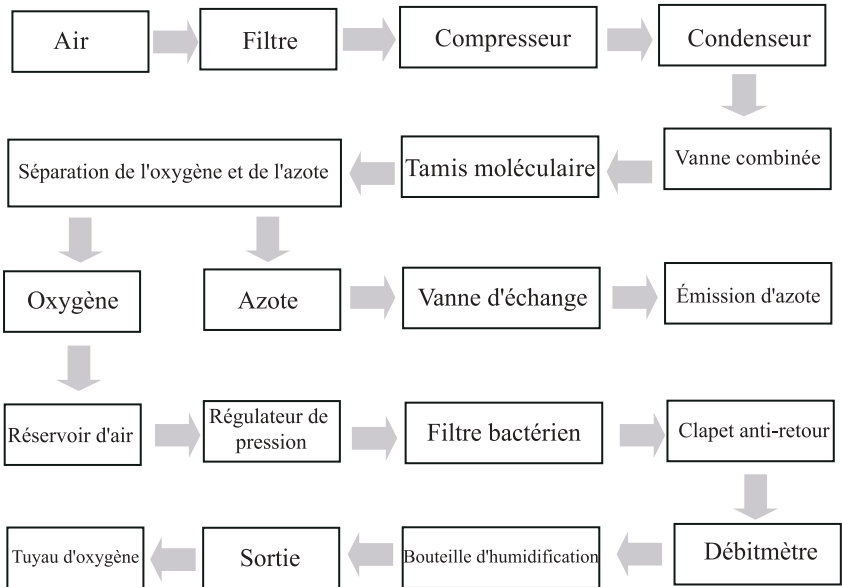 Air
Filtre
Compresseur
Condenseur
Vanne combinée
Tamis moléculaire
Séparation de l'oxygène et de l'azote
Oxygène
Azote
Vanne d'échange
Émission d'azote
Réservoir d'air
Régulateur de
pression
Filtre bactérien
Clapet anti-retour
Débitmètre
Bouteille d'humidification
Sortie
Tuyau d'oxygène